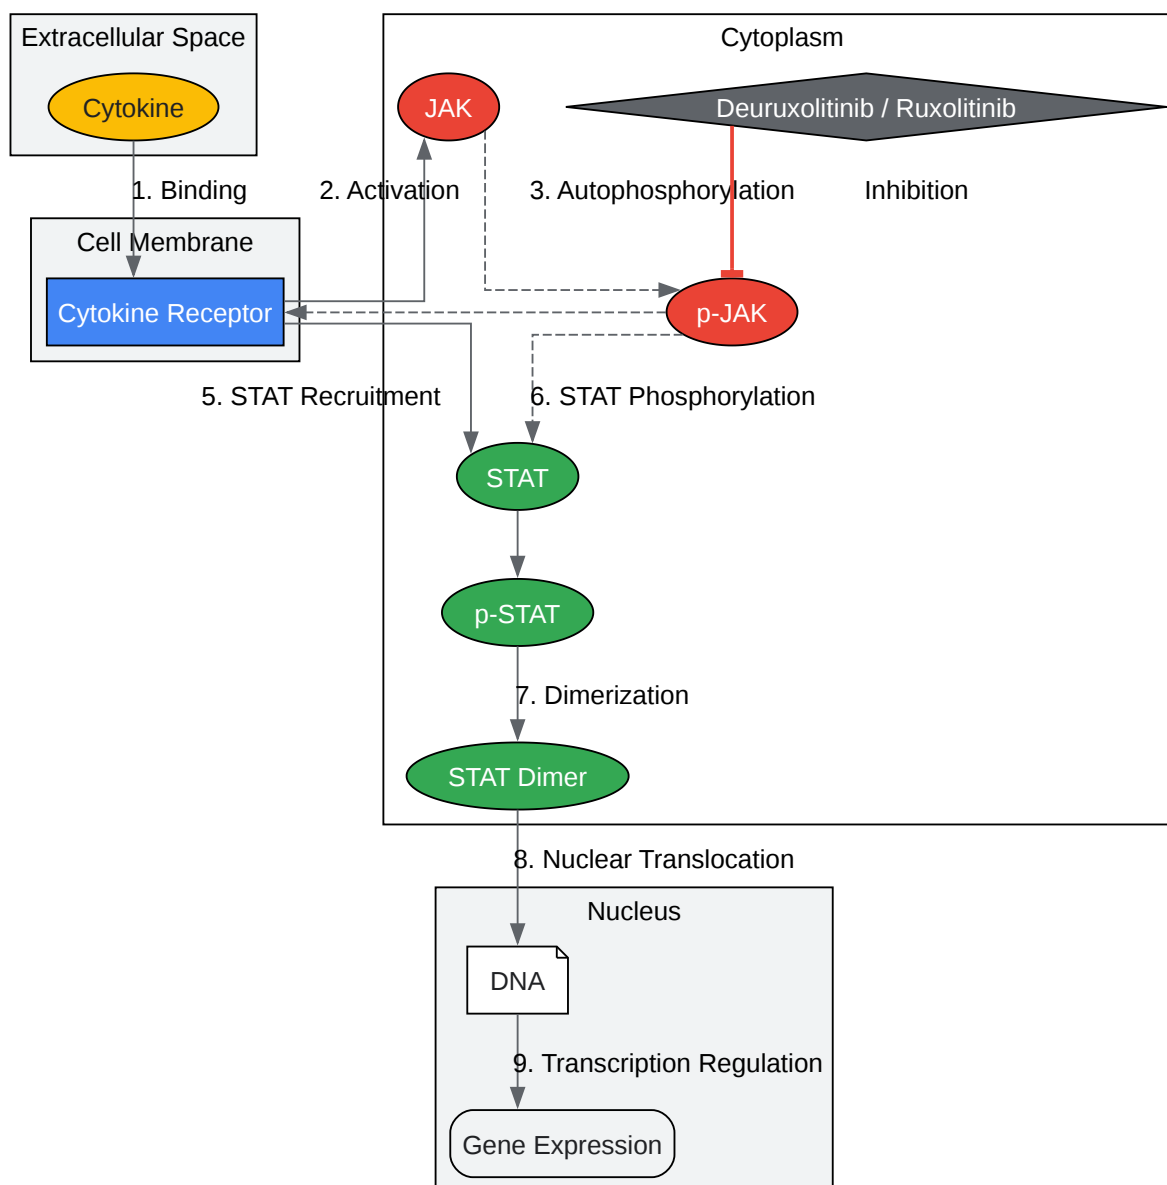 Extracellular Space
Cytoplasm
Cytokine
JAK
Deuruxolitinib / Ruxolitinib
1. Binding
2. Activation
3. Autophosphorylation
Inhibition
Cell Membrane
Cytokine Receptor
p-JAK
5. STAT Recruitment
6. STAT Phosphorylation
STAT
p-STAT
7. Dimerization
STAT Dimer
8. Nuclear Translocation
Nucleus
DNA
9. Transcription Regulation
Gene Expression